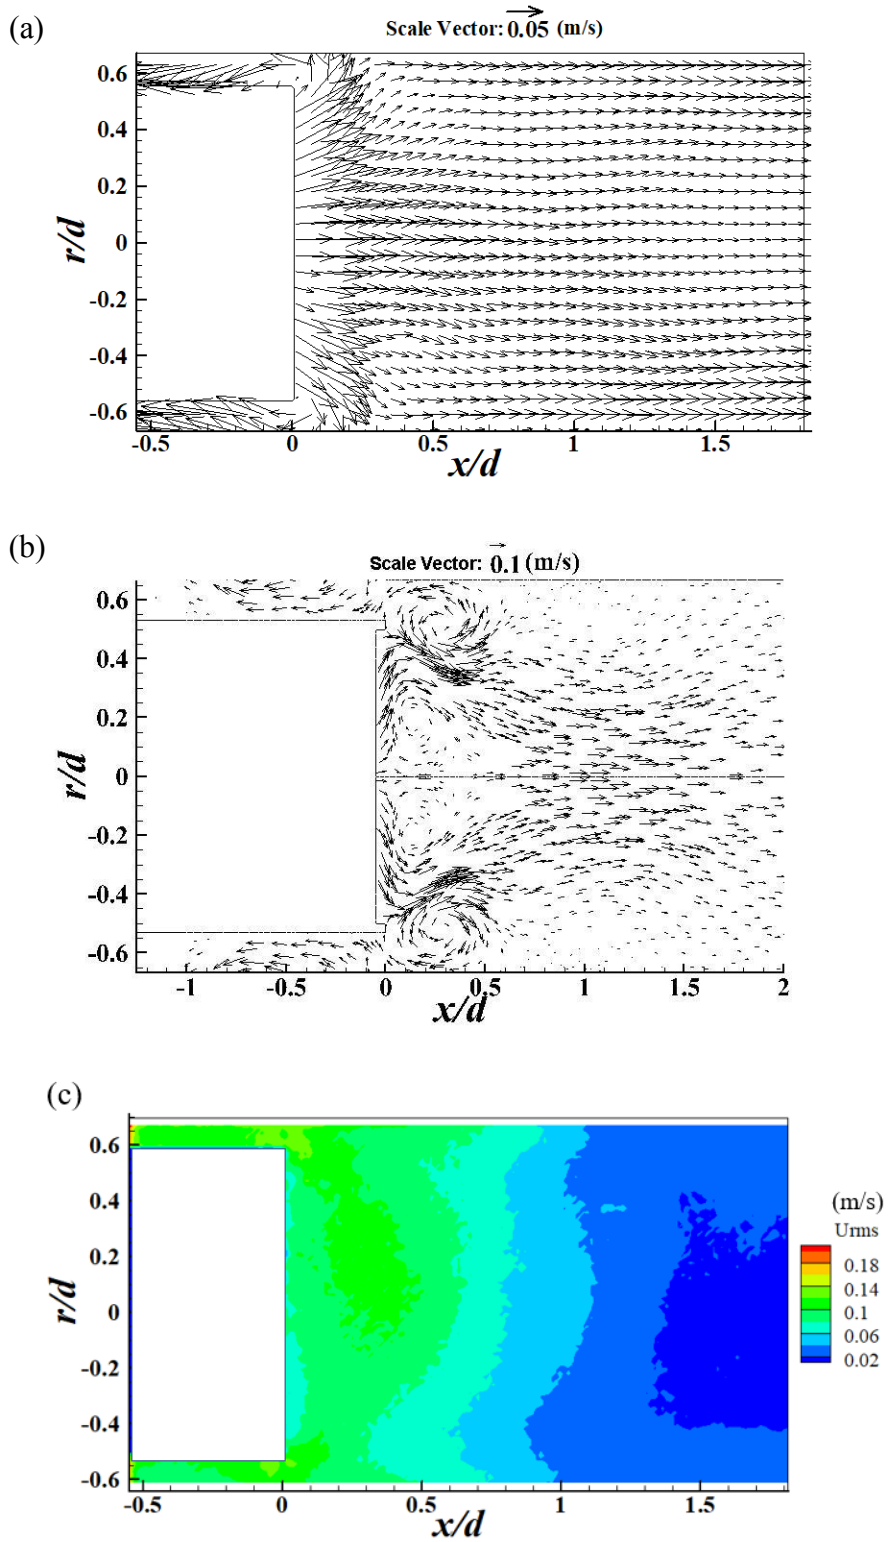 (a)
Scale Vector: 0.05 (m/s)
0.6
0.4
0.2
0
-0.2
-0.4
-0.6
r/d
-0.5 0 0.5 1 1.5
x/d
(b)
Scale Vector: 0.1 (m/s)
0.6
0.4
0.2
0
-0.2
-0.4
-0.6
r/d
-1 -0.5 0 0.5 1 1.5 2
x/d
(c)
0.6
0.4
0.2
0
-0.2
-0.4
-0.6
r/d
-0.5 0 0.5 1 1.5
x/d
(m/s)
Urms
0.18
0.14
0.1
0.06
0.02